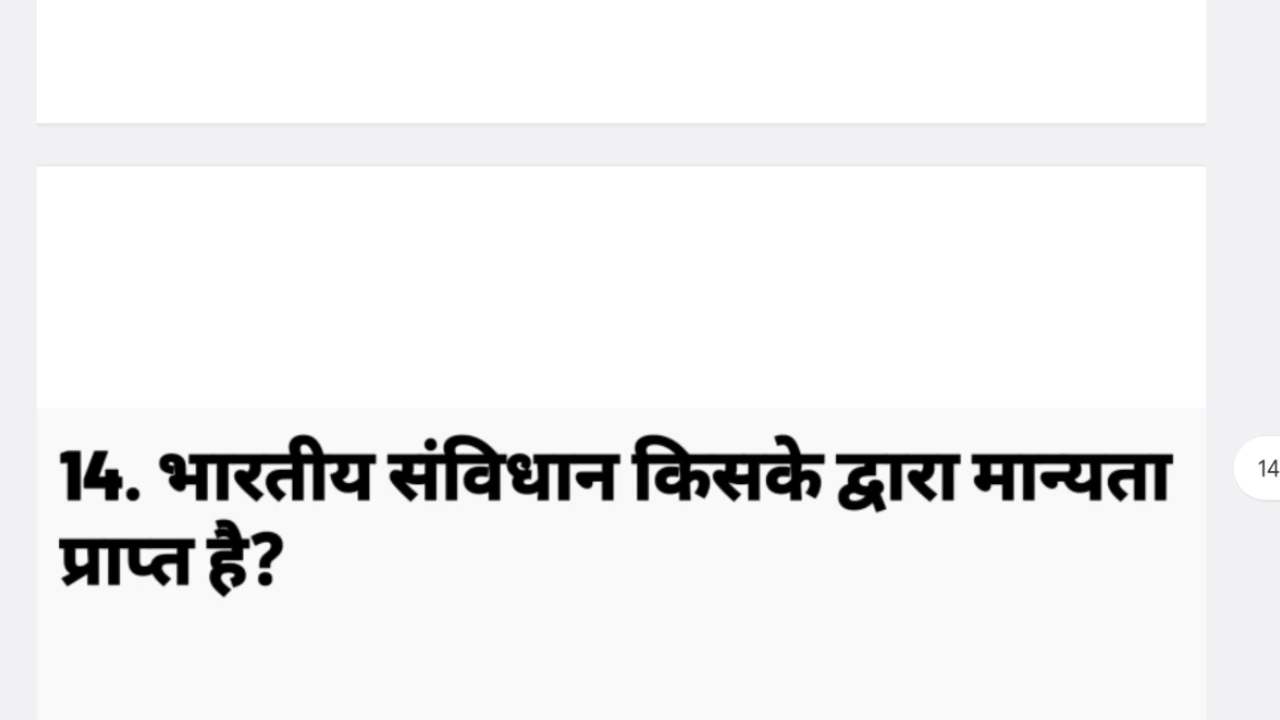 14. भारतीय संविधान किसके द्वारा मान्यता
प्राप्त है?
14